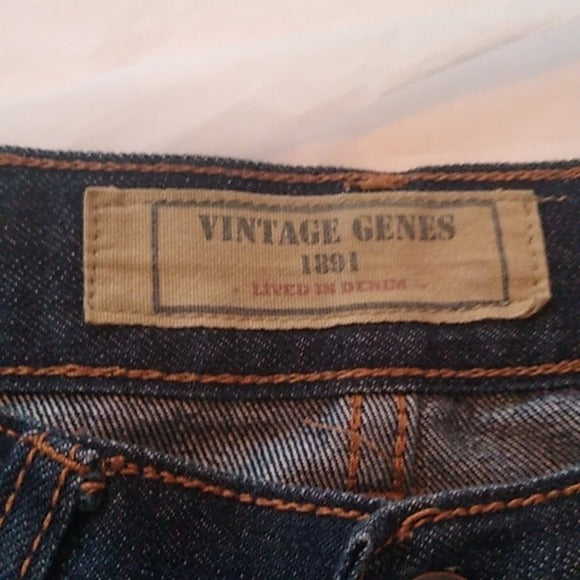 VINTAGE GENES
1891
- LIVED IN DENIM -